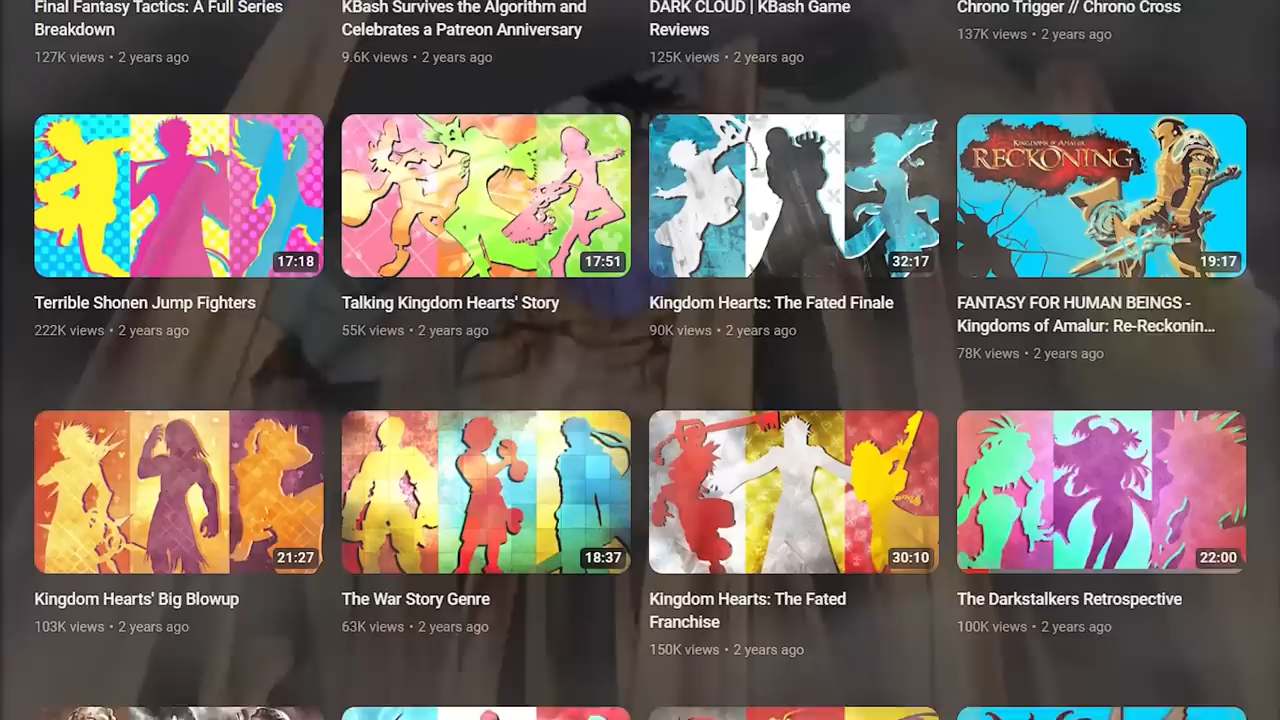 Final Fantasy Tactics: A Full Series
Breakdown
127K views • 2 years ago
KBash Survives the Algorithm and
Celebrates a Patreon Anniversary
9.6K views • 2 years ago
DARK CLOUD | KBash Game
Reviews
125K views • 2 years ago
Chrono Trigger // Chrono Cross
137K views • 2 years ago
17:18
Terrible Shonen Jump Fighters
222K views • 2 years ago
17:51
Talking Kingdom Hearts' Story
55K views • 2 years ago
32:17
Kingdom Hearts: The Fated Finale
90K views • 2 years ago
KINGDOMS OF AMALUR
RECKONING
19:17
FANTASY FOR HUMAN BEINGS -
Kingdoms of Amalur: Re-Reckonin...
78K views • 2 years ago
21:27
Kingdom Hearts' Big Blowup
103K views • 2 years ago
18:37
The War Story Genre
63K views • 2 years ago
30:10
Kingdom Hearts: The Fated
Franchise
150K views • 2 years ago
22:00
The Darkstalkers Retrospective
100K views • 2 years ago